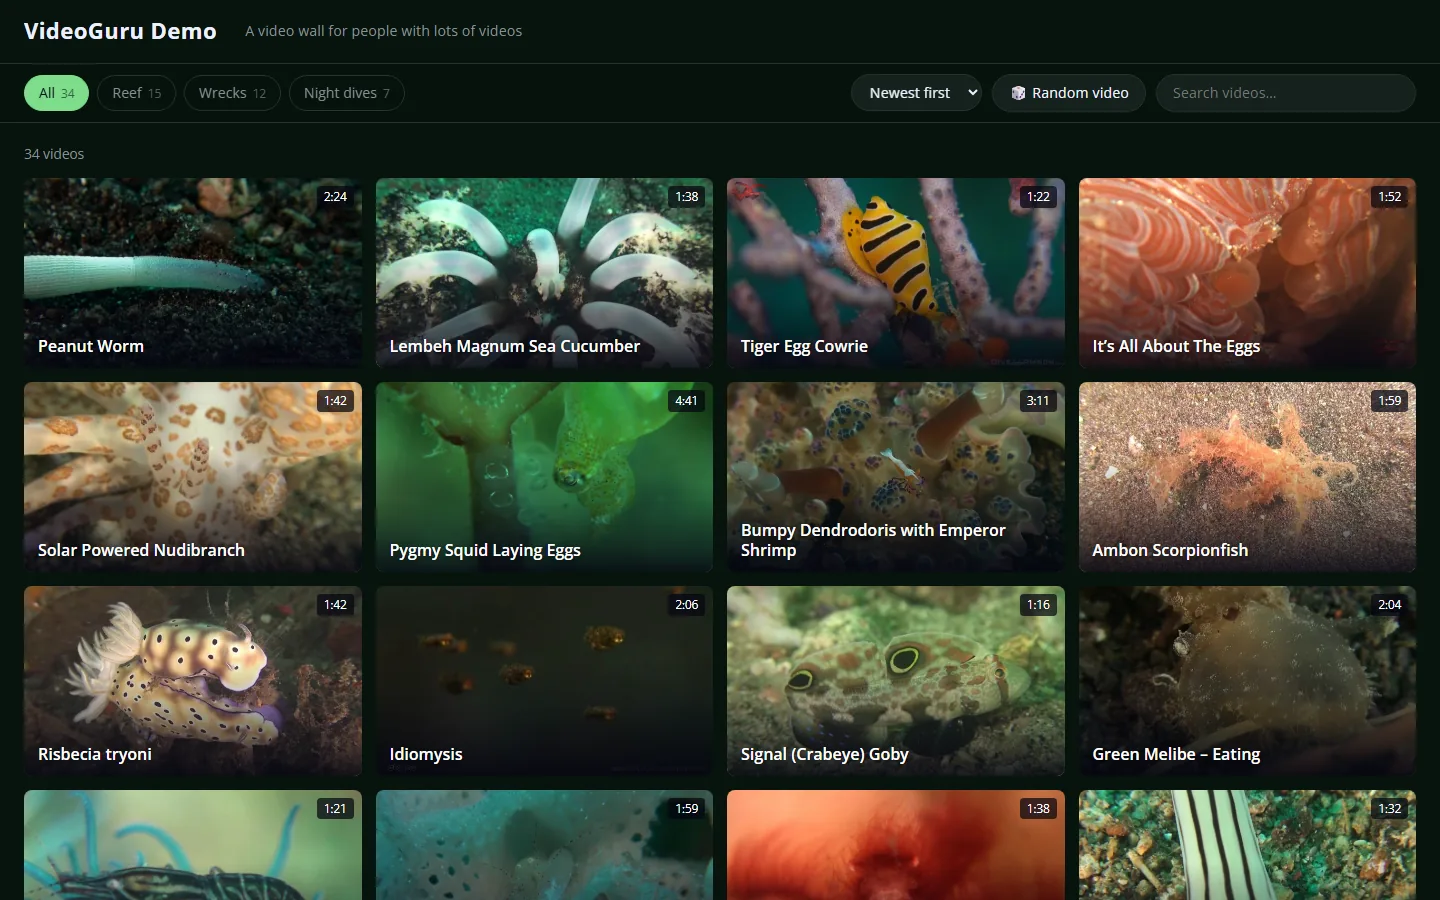 VideoGuru Demo
A video wall for people with lots of videos
All 34
Reef 15
Wrecks 12
Night dives 7
Newest first
Random video
Search videos...
34 videos
2:24
Peanut Worm
1:38
Lembeh Magnum Sea Cucumber
1:22
Tiger Egg Cowrie
1:52
It’s All About The Eggs
1:42
Solar Powered Nudibranch
4:41
Pygmy Squid Laying Eggs
3:11
Bumpy Dendrodoris with Emperor
Shrimp
1:59
Ambon Scorpionfish
1:42
Risbecia tryoni
2:06
Idiomysis
1:16
Signal (Crabeye) Goby
2:04
Green Melibe – Eating
1:21
1:59
1:38
1:32